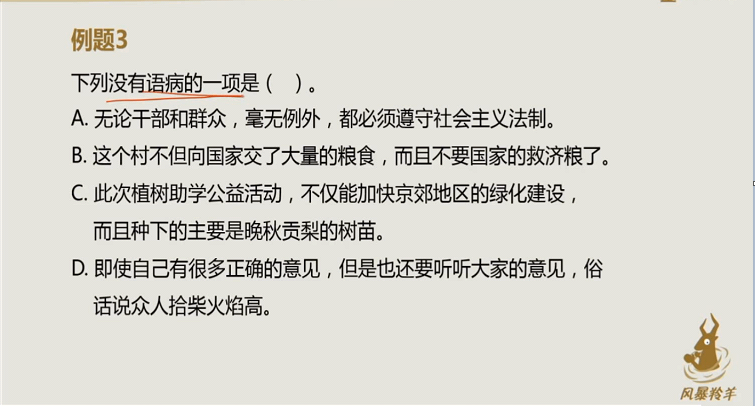 例题3
下列没有语病的一项是（　）。
A. 无论干部和群众，毫无例外，都必须遵守社会主义法制。
B. 这个村不但向国家交了大量的粮食，而且不要国家的救济粮了。
C. 此次植树助学公益活动，不仅能加快京郊地区的绿化建设，
而且种下的主要是晚秋贡梨的树苗。
D. 即使自己有很多正确的意见，但是也还要听听大家的意见，俗
话说众人拾柴火焰高。
风暴羚羊